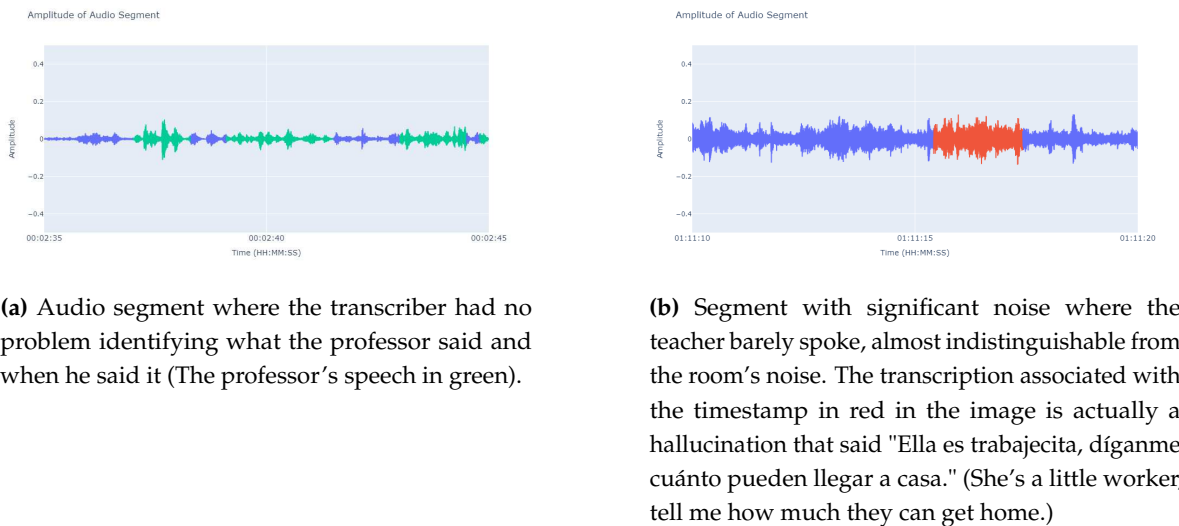 Amplitude of Audio Segment
0.4
0.2
0
−0.2
−0.4
Amplitude
00:02:35
00:02:40
00:02:45
Time (HH:MM:SS)
(a) Audio segment where the transcriber had no
problem identifying what the professor said and
when he said it (The professor’s speech in green).
Amplitude of Audio Segment
0.4
0.2
0
−0.2
−0.4
Amplitude
01:11:10
01:11:15
01:11:20
Time (HH:MM:SS)
(b) Segment with significant noise where the
teacher barely spoke, almost indistinguishable from
the room’s noise. The transcription associated with
the timestamp in red in the image is actually a
hallucination that said "Ella es trabajecita, díganme
cuánto pueden llegar a casa." (She’s a little worker,
tell me how much they can get home.)